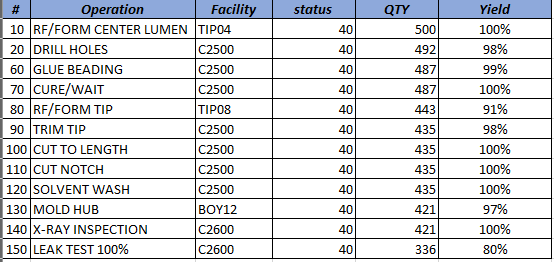 # Operation Facility status QTY Yield
10 RF/FORM CENTER LUMEN TIP04 40 500 100%
20 DRILL HOLES C2500 40 492 98%
60 GLUE BEADING C2500 40 487 99%
70 CURE/WAIT C2500 40 487 100%
80 RF/FORM TIP TIP08 40 443 91%
90 TRIM TIP C2500 40 435 98%
100 CUT TO LENGTH C2500 40 435 100%
110 CUT NOTCH C2500 40 435 100%
120 SOLVENT WASH C2500 40 435 100%
130 MOLD HUB BOY12 40 421 97%
140 X-RAY INSPECTION C2600 40 421 100%
150 LEAK TEST 100% C2600 40 336 80%